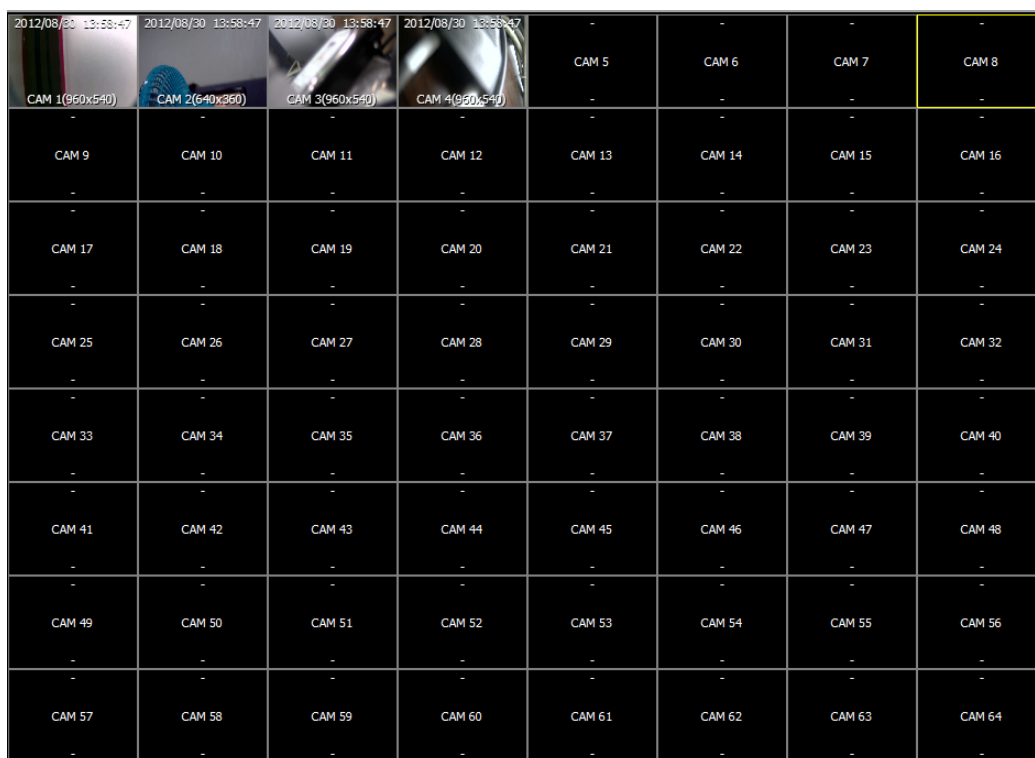 2012/08/30 13:58:47 2012/08/30 13:58:47 2012/08/30 13:58:47 2012/08/30 13:58:47 - - - -
CAM 5 CAM 6 CAM 7 CAM 8
CAM 1(960x540) CAM 2(640x360) CAM 3(960x540) CAM 4(960x540) - - - -
- - - - - - - -
CAM 9 CAM 10 CAM 11 CAM 12 CAM 13 CAM 14 CAM 15 CAM 16
- - - - - - - -
- - - - - - - -
CAM 17 CAM 18 CAM 19 CAM 20 CAM 21 CAM 22 CAM 23 CAM 24
- - - - - - - -
- - - - - - - -
CAM 25 CAM 26 CAM 27 CAM 28 CAM 29 CAM 30 CAM 31 CAM 32
- - - - - - - -
- - - - - - - -
CAM 33 CAM 34 CAM 35 CAM 36 CAM 37 CAM 38 CAM 39 CAM 40
- - - - - - - -
- - - - - - - -
CAM 41 CAM 42 CAM 43 CAM 44 CAM 45 CAM 46 CAM 47 CAM 48
- - - - - - - -
- - - - - - - -
CAM 49 CAM 50 CAM 51 CAM 52 CAM 53 CAM 54 CAM 55 CAM 56
- - - - - - - -
- - - - - - - -
CAM 57 CAM 58 CAM 59 CAM 60 CAM 61 CAM 62 CAM 63 CAM 64
- - - - - - - -